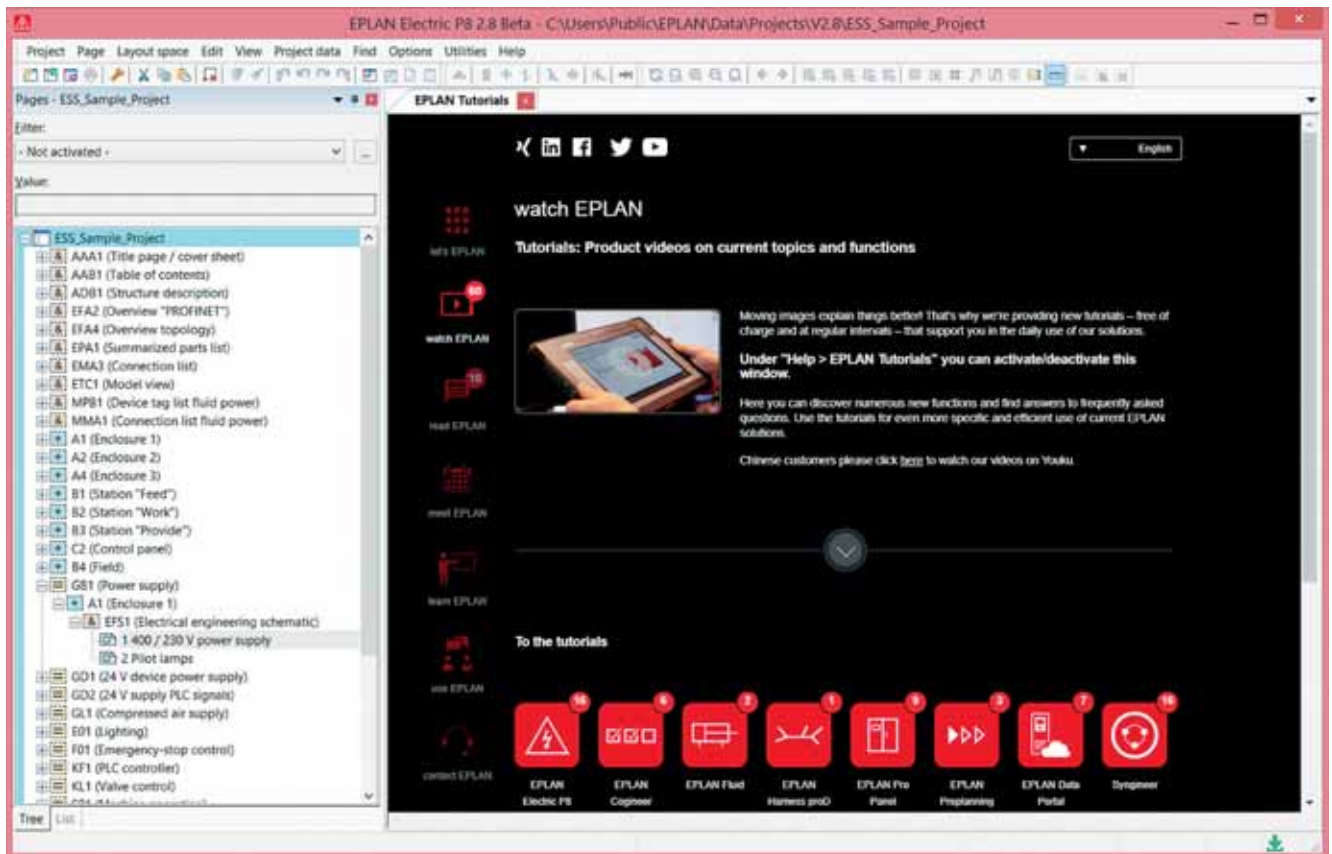 EPLAN Electric P8 2.8 Beta - C:\Users\Public\EPLAN\Data\Projects\V2.8\ESS_Sample_Project
Project Page Layout space Edit View Project data Find Options Utilities Help
Pages - ESS_Sample_Project
Filter:
- Not activated -
...
Value:
ESS_Sample_Project
AAA1 (Title page / cover sheet)
AAB1 (Table of contents)
ADB1 (Structure description)
EFA2 (Overview "PROFINET")
EFA4 (Overview topology)
EPA1 (Summarized parts list)
EMA3 (Connection list)
ETC1 (Model view)
MPB1 (Device tag list fluid power)
MMA1 (Connection list fluid power)
A1 (Enclosure 1)
A2 (Enclosure 2)
A4 (Enclosure 3)
B1 (Station "Feed")
B2 (Station "Work")
B3 (Station "Provide")
C2 (Control panel)
B4 (Field)
GB1 (Power supply)
A1 (Enclosure 1)
EFS1 (Electrical engineering schematic)
1 400 / 230 V power supply
2 Pilot lamps
GD1 (24 V device power supply)
GD2 (24 V supply PLC signals)
GL1 (Compressed air supply)
E01 (Lighting)
F01 (Emergency-stop control)
KF1 (PLC controller)
KL1 (Valve control)
Tree List
EPLAN Tutorials
in
English
let's EPLAN
60
watch EPLAN
10
read EPLAN
meet EPLAN
learn EPLAN
use EPLAN
contact EPLAN
watch EPLAN
Tutorials: Product videos on current topics and functions
Moving images explain things better! That's why we're providing new tutorials – free of
charge and at regular intervals – that support you in the daily use of our solutions.
Under "Help > EPLAN Tutorials" you can activate/deactivate this
window.
Here you can discover numerous new functions and find answers to frequently asked
questions. Use the tutorials for even more specific and efficient use of current EPLAN
solutions.
Chinese customers please click here to watch our videos on Youku.
To the tutorials
16 6 2 1 9 3 7 16
EPLAN Electric P8
EPLAN Cogineer
EPLAN Fluid
EPLAN Harness proD
EPLAN Pro Panel
EPLAN Preplanning
EPLAN Data Portal
Syngineer